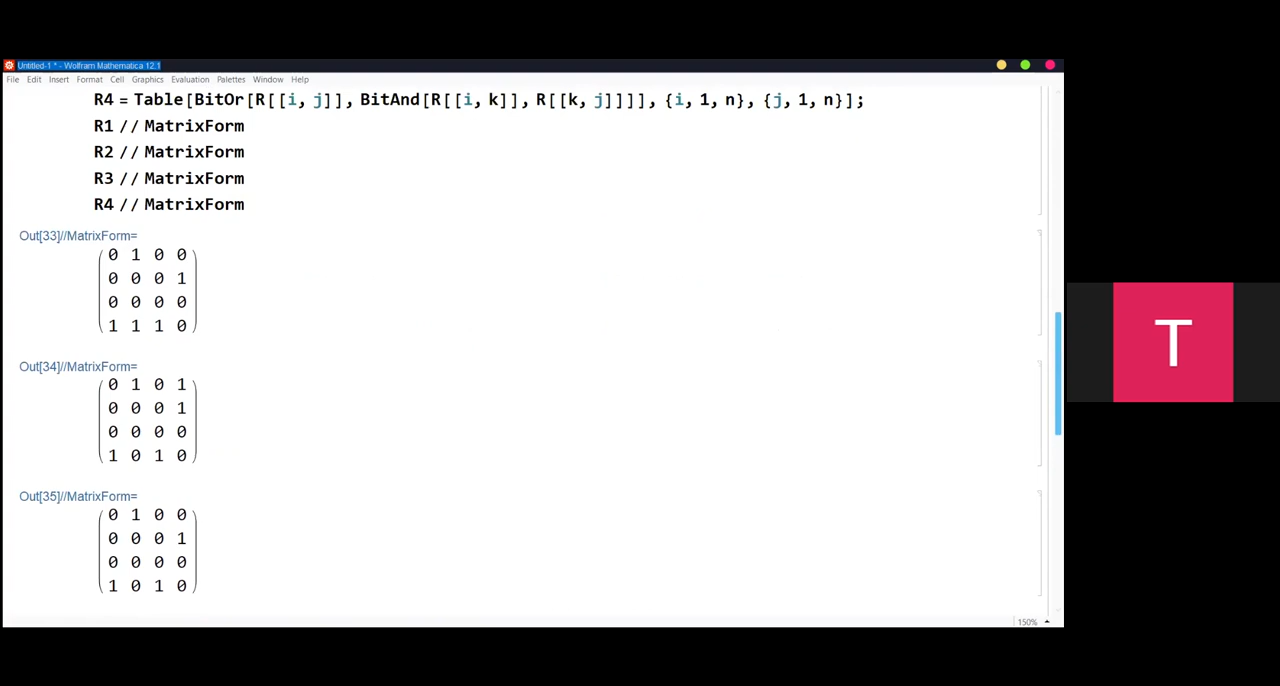 Untitled-1 * - Wolfram Mathematica 12.1
File Edit Insert Format Cell Graphics Evaluation Palettes Window Help
R4 = Table[BitOr[R[[i, j]], BitAnd[R[[i, k]], R[[k, j]]]], {i, 1, n}, {j, 1, n}];
R1 // MatrixForm
R2 // MatrixForm
R3 // MatrixForm
R4 // MatrixForm
Out[33]//MatrixForm=
0 1 0 0
0 0 0 1
0 0 0 0
1 1 1 0
Out[34]//MatrixForm=
0 1 0 1
0 0 0 1
0 0 0 0
1 0 1 0
Out[35]//MatrixForm=
0 1 0 0
0 0 0 1
0 0 0 0
1 0 1 0
150%
T